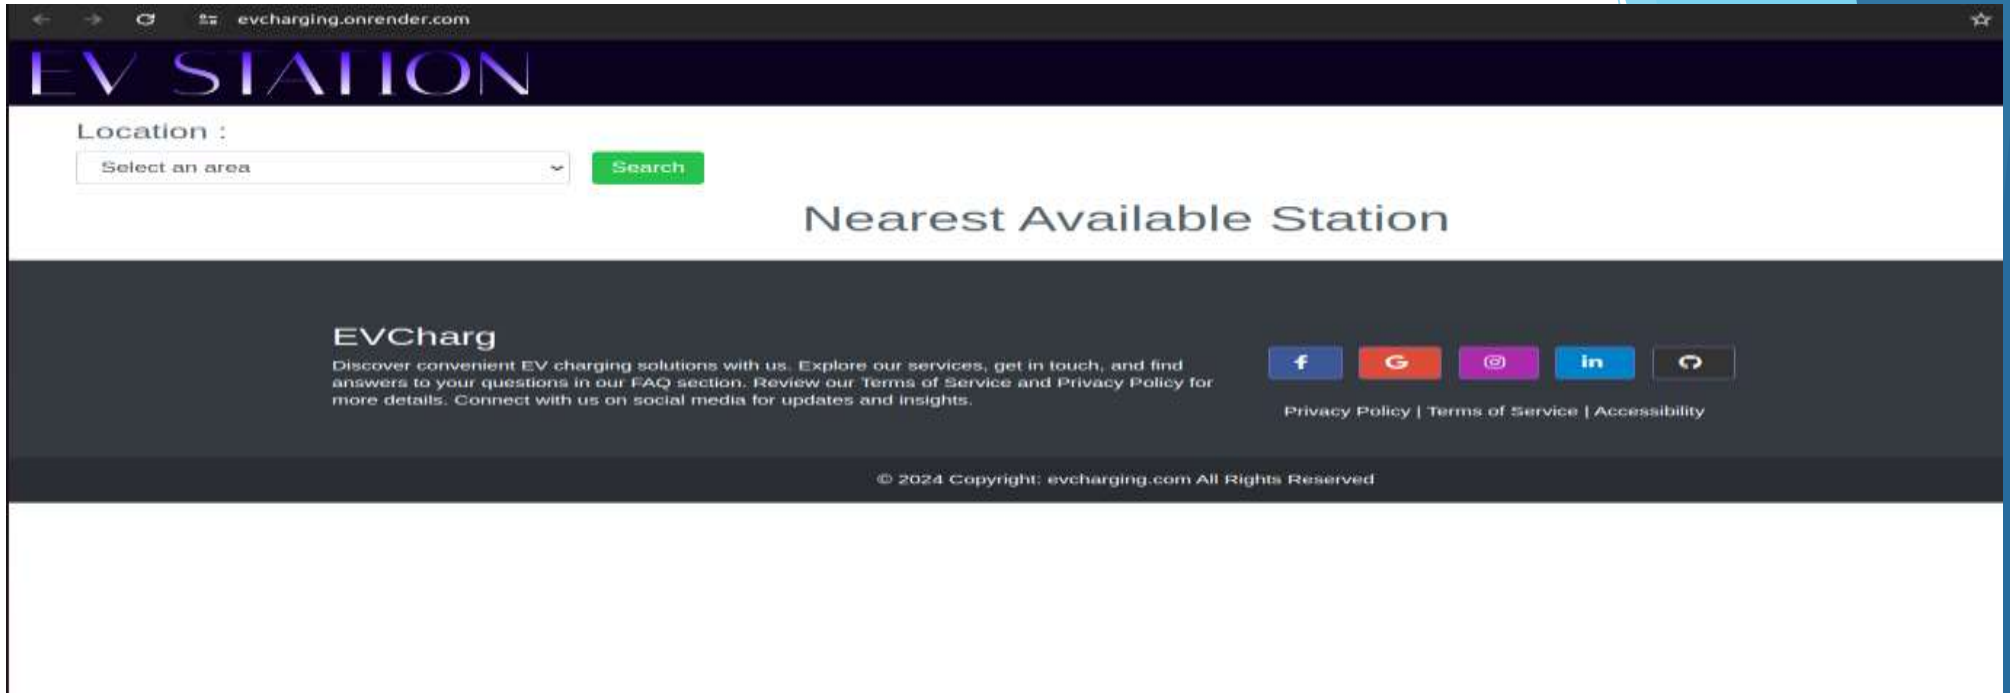 evcharging.onrender.com
EV STATION
Location :
Select an area
Search
Nearest Available Station
EVCharg
Discover convenient EV charging solutions with us. Explore our services, get in touch, and find
answers to your questions in our FAQ section. Review our Terms of Service and Privacy Policy for
more details. Connect with us on social media for updates and insights.
f G in
Privacy Policy | Terms of Service | Accessibility
© 2024 Copyright: evcharging.com All Rights Reserved